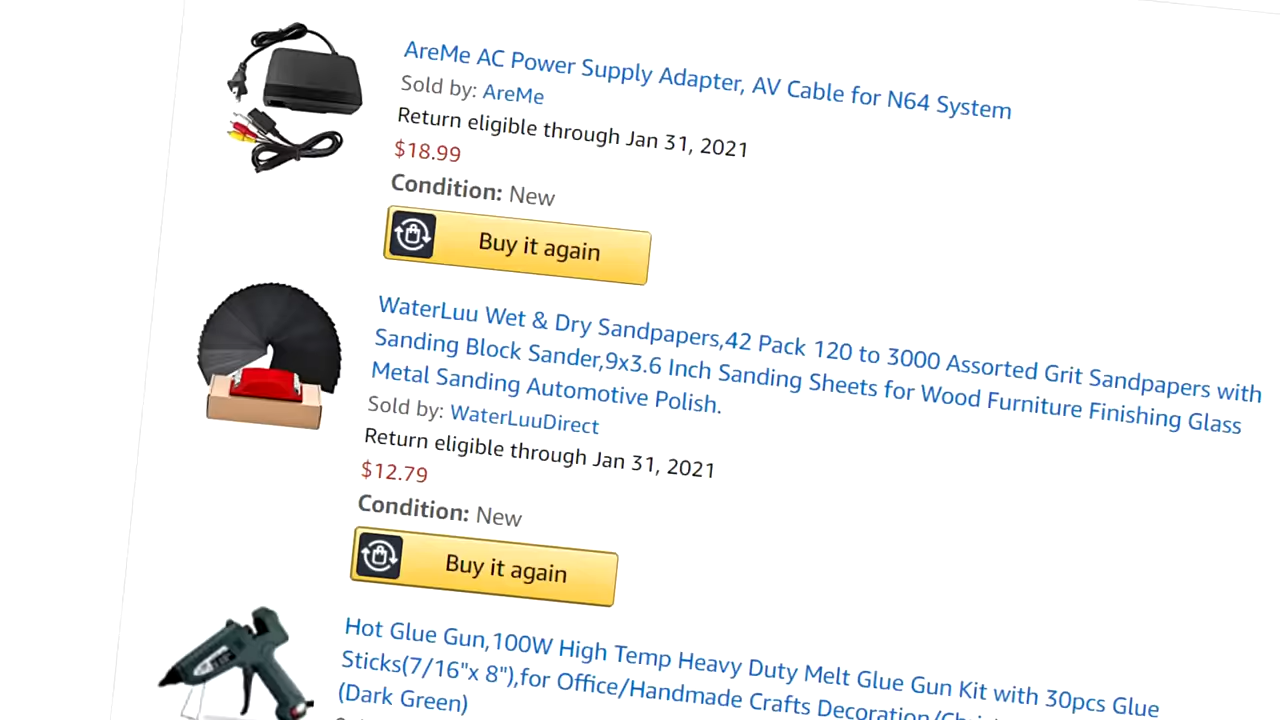 AreMe AC Power Supply Adapter, AV Cable for N64 System
Sold by: AreMe
Return eligible through Jan 31, 2021
$18.99
Condition: New
Buy it again
WaterLuu Wet & Dry Sandpapers,42 Pack 120 to 3000 Assorted Grit Sandpapers with
Sanding Block Sander,9x3.6 Inch Sanding Sheets for Wood Furniture Finishing Glass
Metal Sanding Automotive Polish.
Sold by: WaterLuuDirect
Return eligible through Jan 31, 2021
$12.79
Condition: New
Buy it again
Hot Glue Gun,100W High Temp Heavy Duty Melt Glue Gun Kit with 30pcs Glue
Sticks(7/16"x 8"),for Office/Handmade Crafts Decoration
(Dark Green)